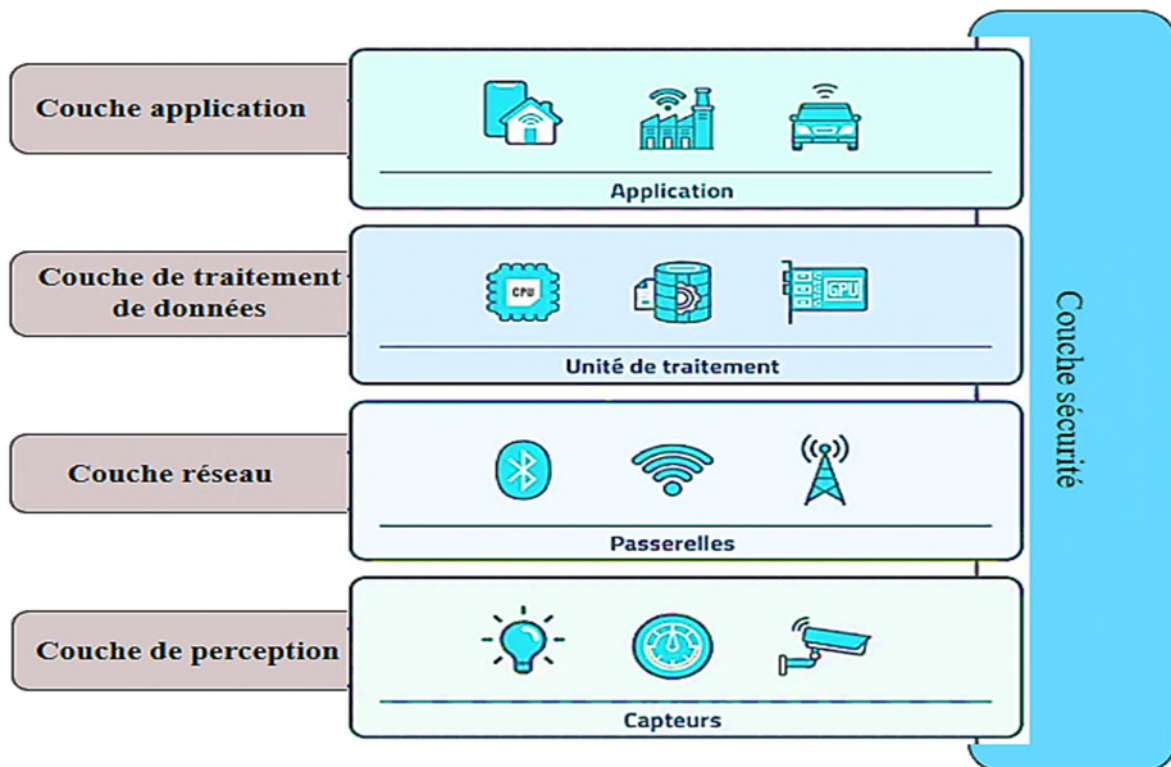 Couche application
Application
Couche de traitement
de données
CPU
GPU
Unité de traitement
Couche réseau
Passerelles
Couche de perception
Capteurs
Couche sécurité